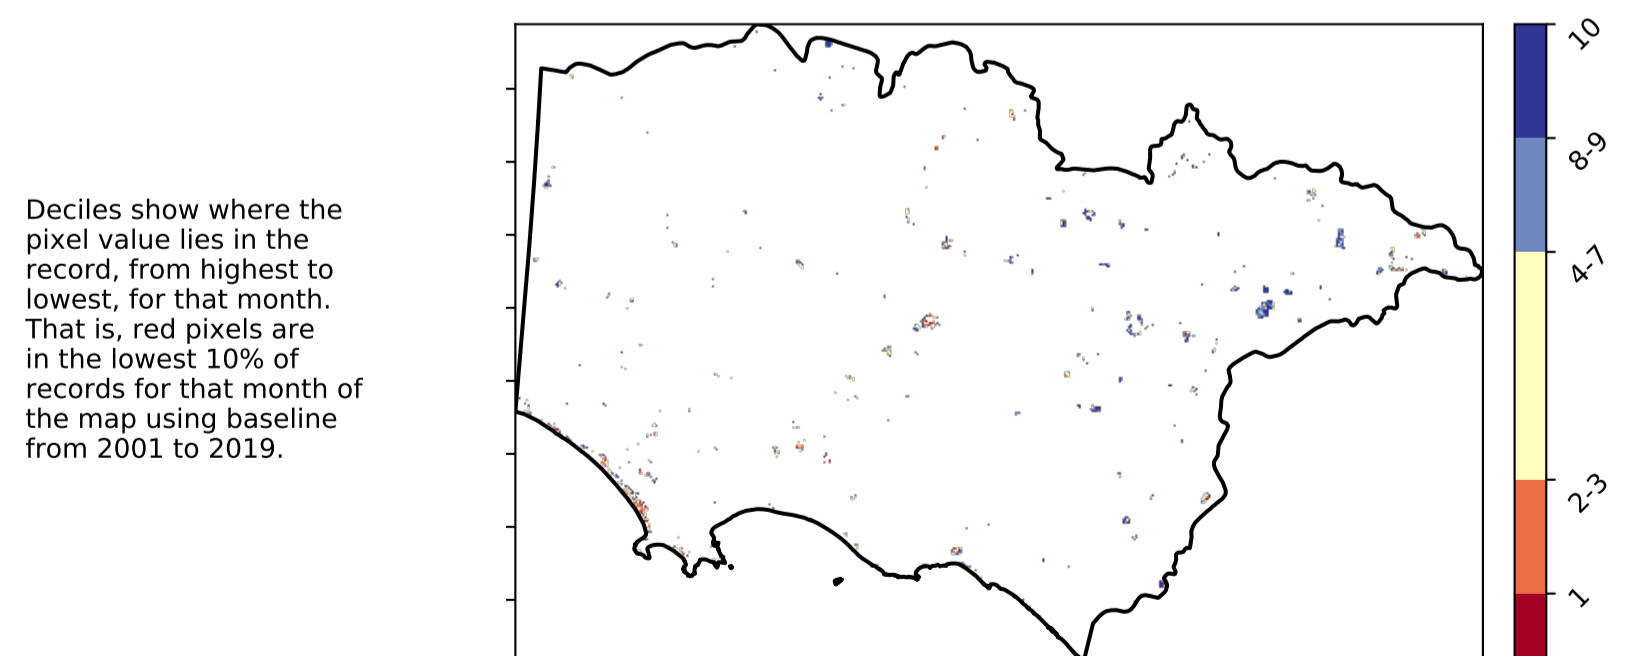 Deciles show where the
pixel value lies in the
record, from highest to
lowest, for that month.
That is, red pixels are
in the lowest 10% of
records for that month of
the map using baseline
from 2001 to 2019.
10
8-9
4-7
2-3
1